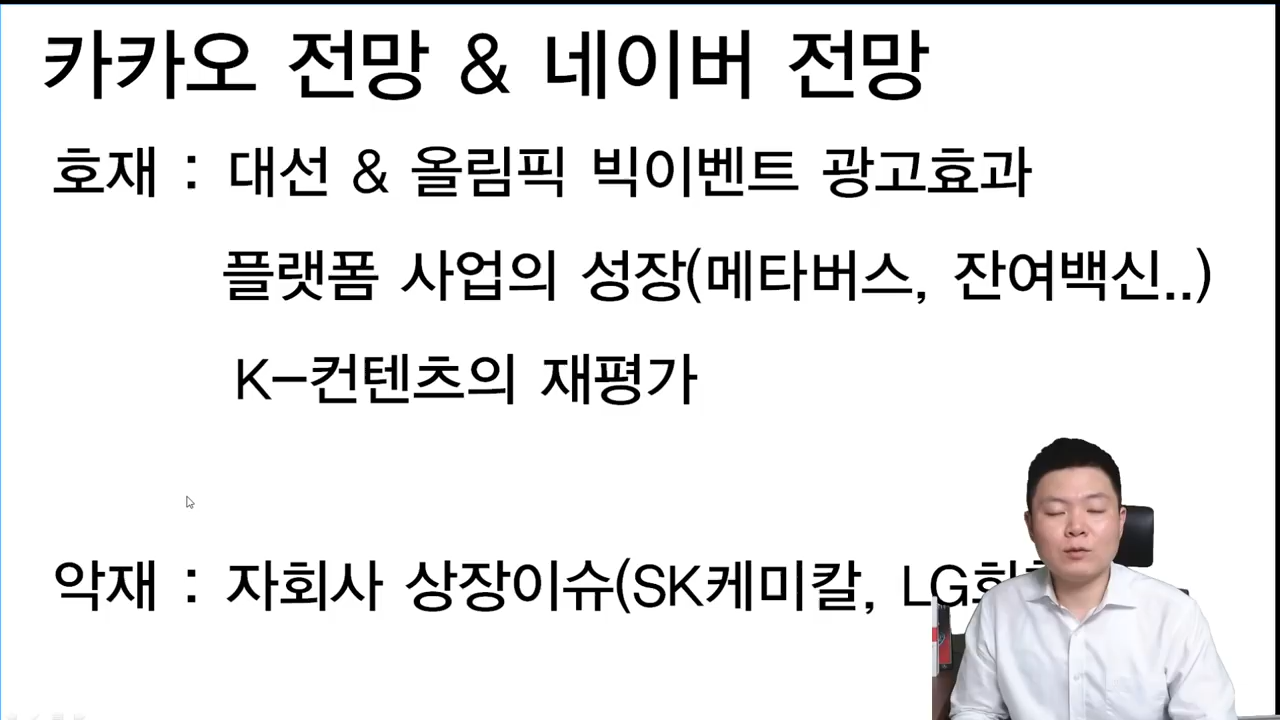 카카오 전망 & 네이버 전망
호재 : 대선 & 올림픽 빅이벤트 광고효과
플랫폼 사업의 성장(메타버스, 잔여백신..)
K-컨텐츠의 재평가
악재 : 자회사 상장이슈(SK케미칼,